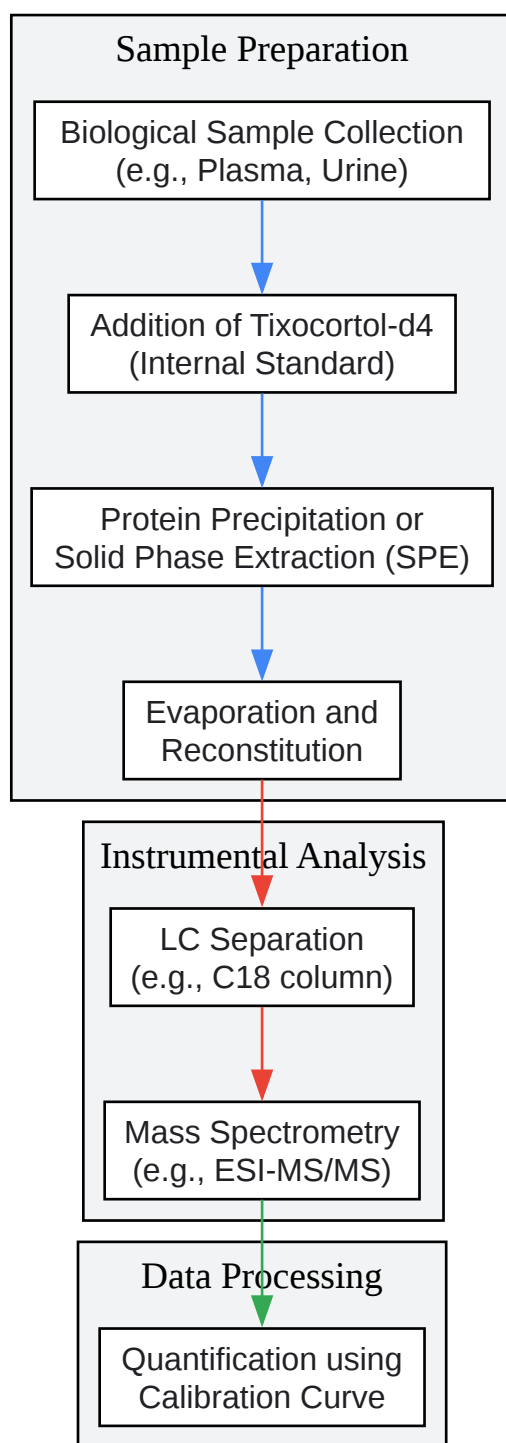 Sample Preparation
Biological Sample Collection
(e.g., Plasma, Urine)
Addition of Tixocortol-d4
(Internal Standard)
Protein Precipitation or
Solid Phase Extraction (SPE)
Evaporation and
Reconstitution
Instrumental Analysis
LC Separation
(e.g., C18 column)
Mass Spectrometry
(e.g., ESI-MS/MS)
Data Processing
Quantification using
Calibration Curve